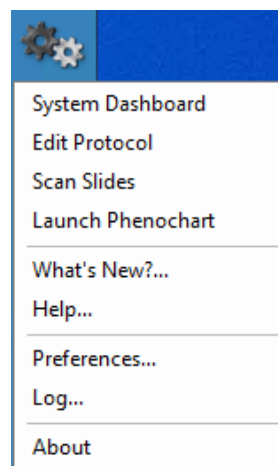 System Dashboard
Edit Protocol
Scan Slides
Launch Phenochart
What's New?...
Help...
Preferences...
Log...
About